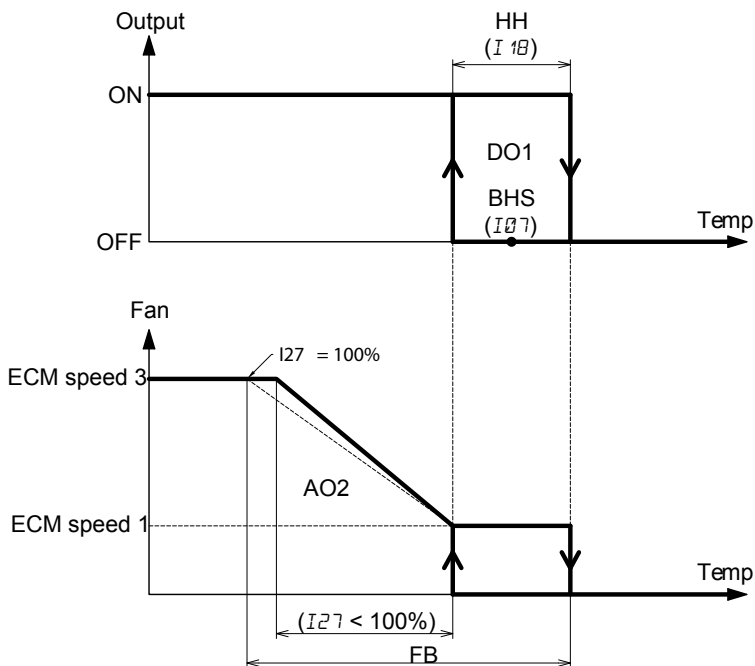 Output
HH
(I18)
ON
DO1
BHS
(I07)
Temp
OFF
Fan
I27 = 100%
ECM speed 3
AO2
ECM speed 1
Temp
(I27 < 100%)
FB